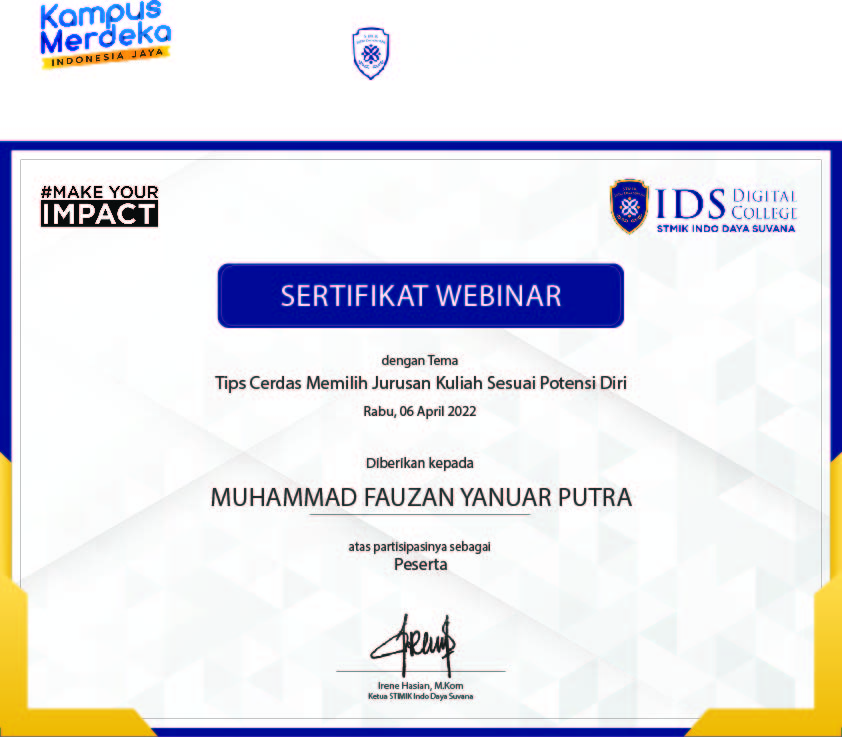 Kampus
Merdeka
INDONESIA JAYA
#MAKE YOUR
IMPACT
IDS DIGITAL
COLLEGE
STMIK INDO DAYA SUVANA
SERTIFIKAT WEBINAR
dengan Tema
Tips Cerdas Memilih Jurusan Kuliah Sesuai Potensi Diri
Rabu, 06 April 2022
Diberikan kepada
MUHAMMAD FAUZAN YANUAR PUTRA
atas partisipasinya sebagai
Peserta
Irene Hasian, M.Kom
Ketua STIMIK Indo Daya Suvana